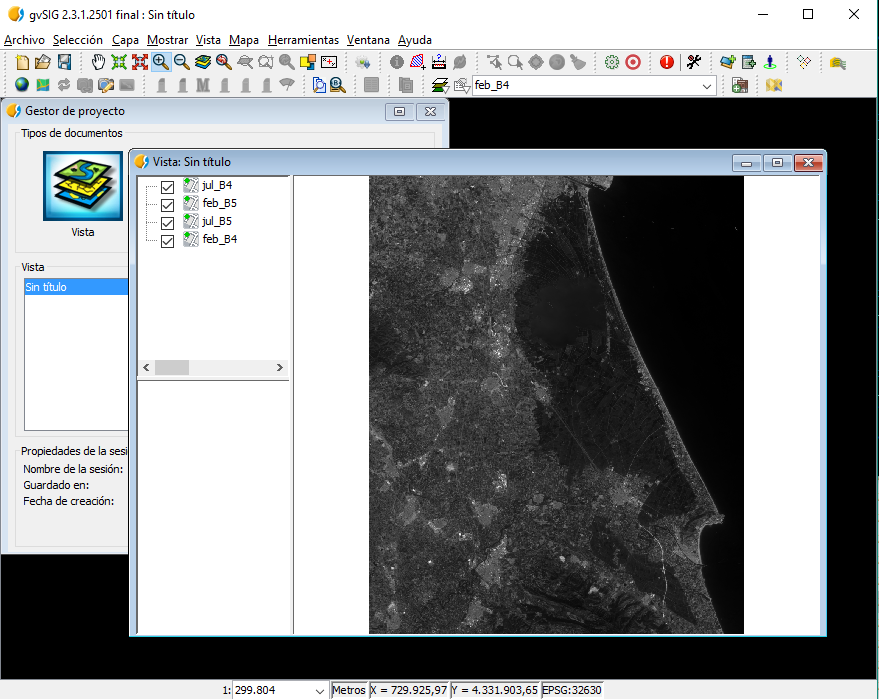 gvSIG 2.3.1.2501 final : Sin título
Archivo Selección Capa Mostrar Vista Mapa Herramientas Ventana Ayuda
feb_B4
Gestor de proyecto
Tipos de documentos
Vista
Vista
Sin título
Propiedades de la sesi
Nombre de la sesión:
Guardado en:
Fecha de creación:
Vista: Sin título
jul_B4
feb_B5
jul_B5
feb_B4
1: 299.804 Metros X = 729.925,97 Y = 4.331.903,65 EPSG:32630